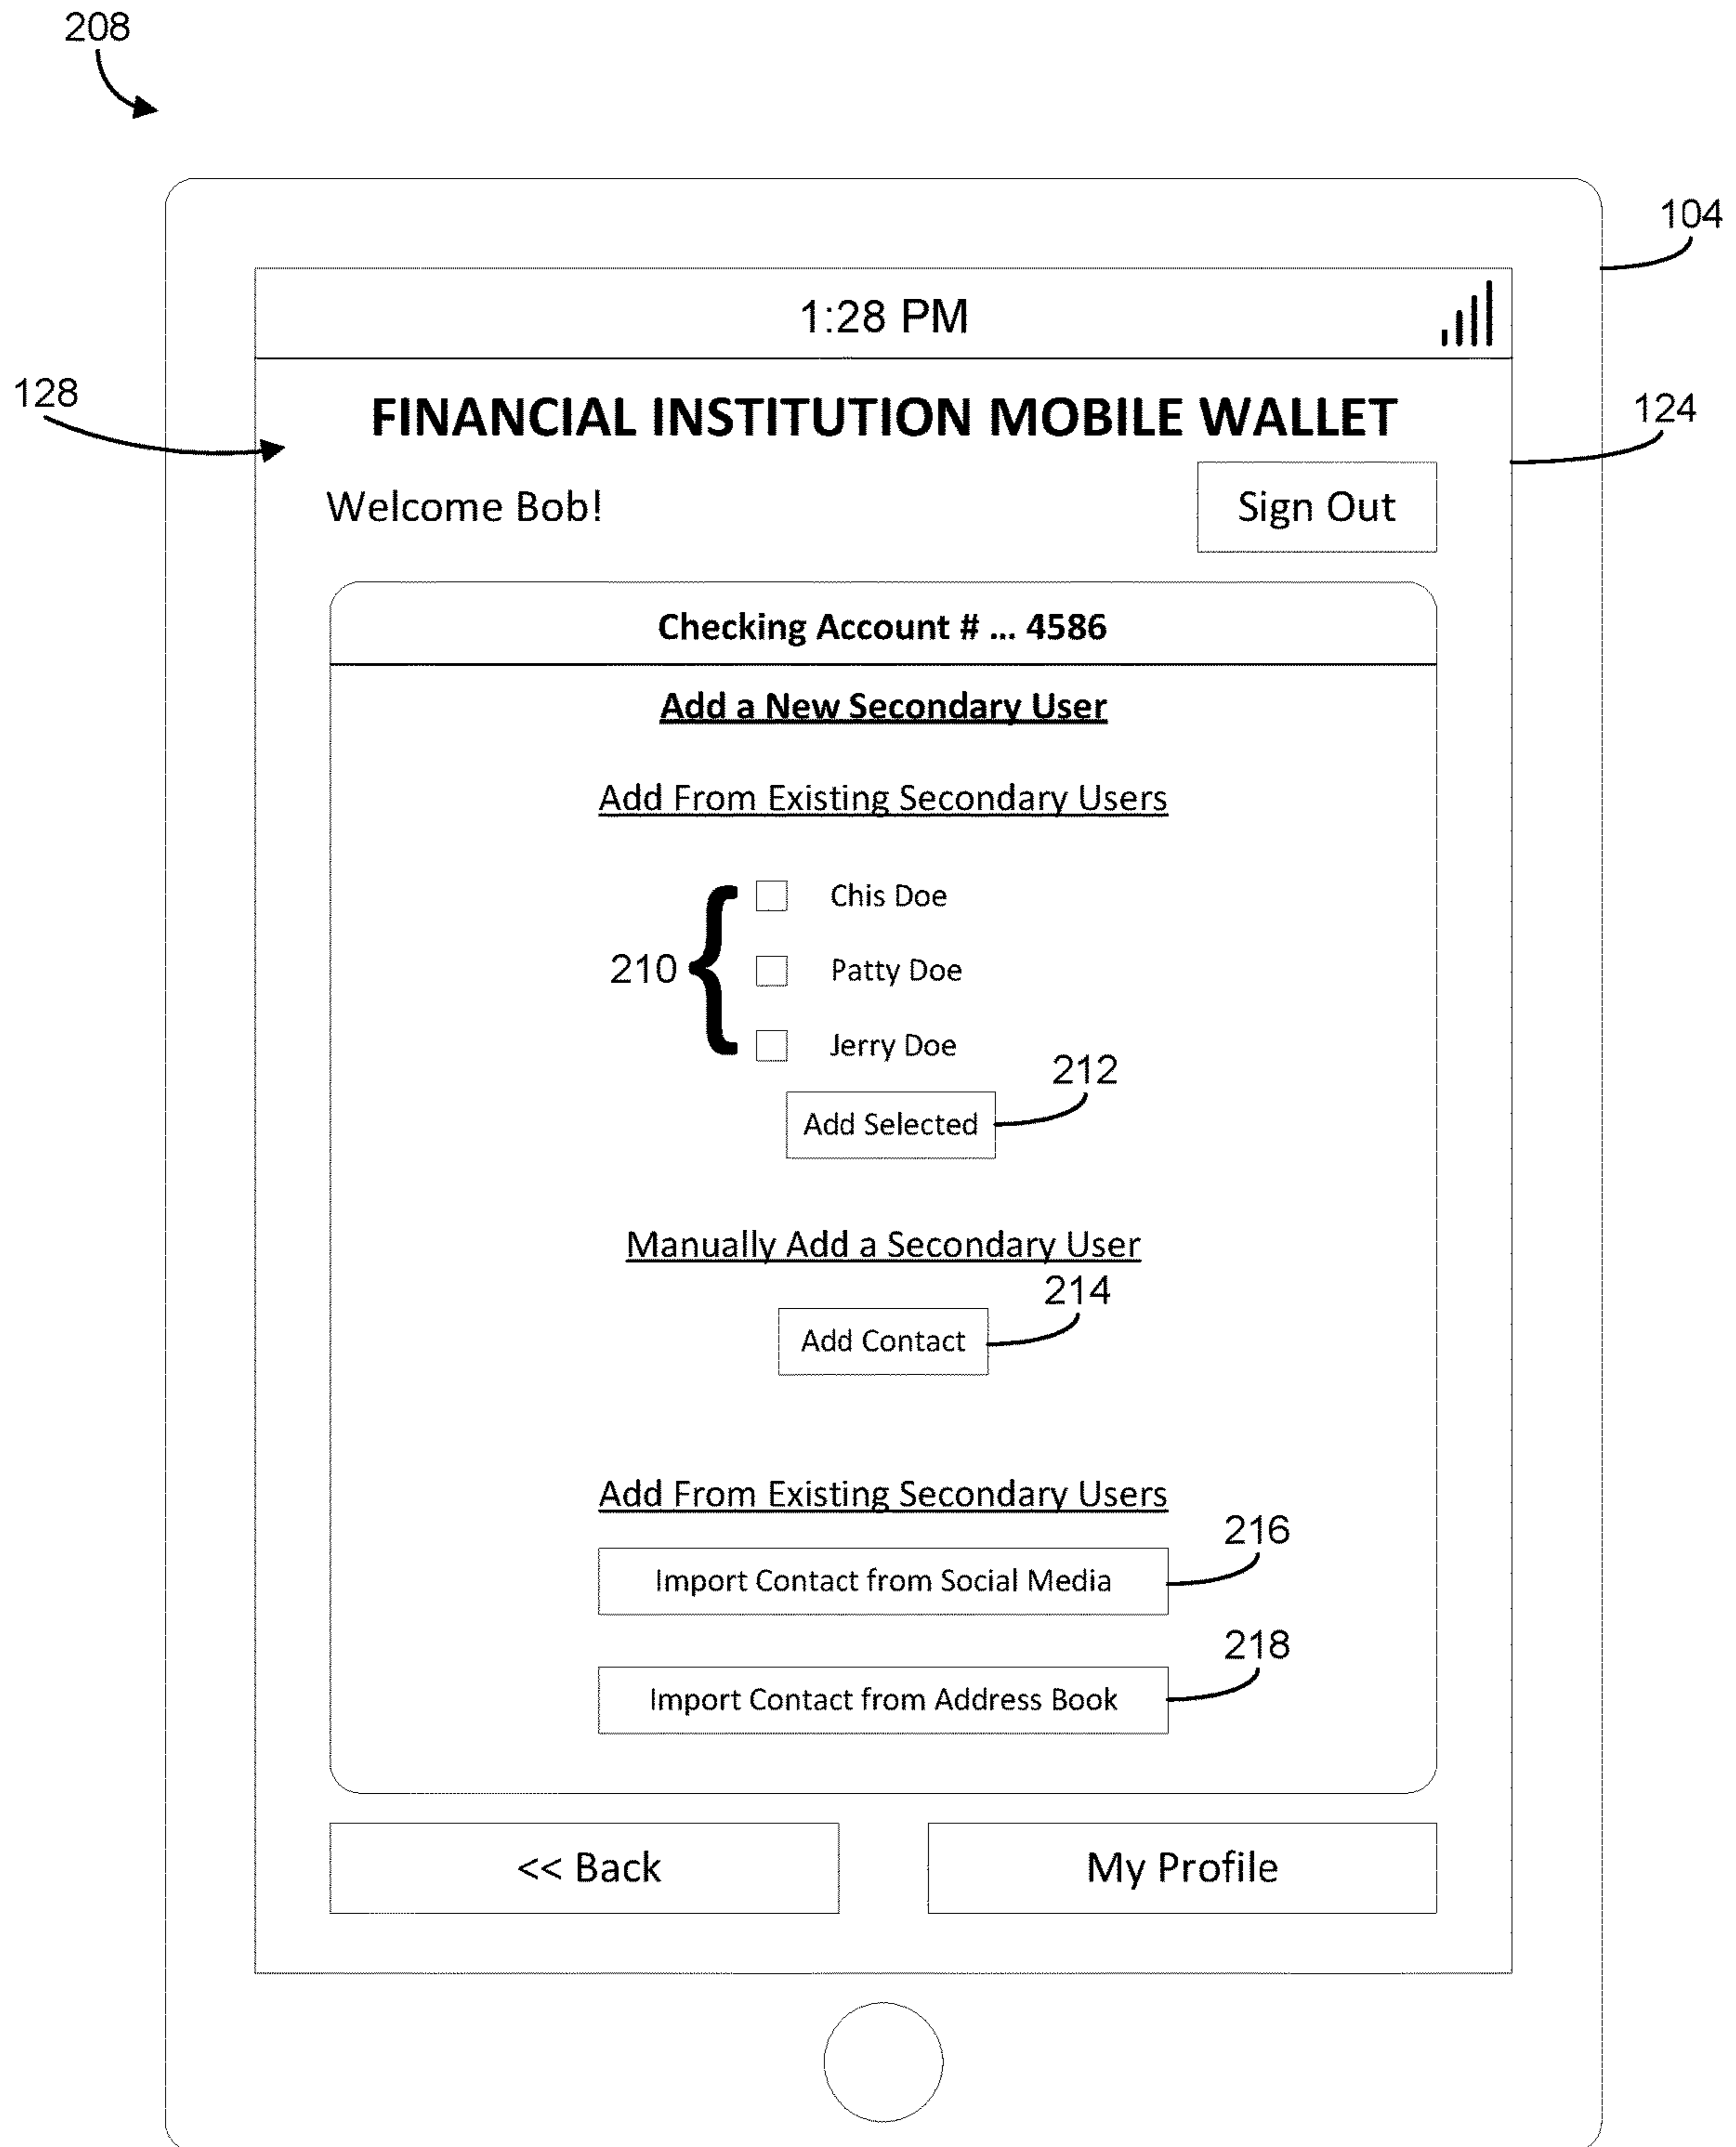 208
104
1:28 PM
128
FINANCIAL INSTITUTION MOBILE WALLET
124
Welcome Bob!
Sign Out
Checking Account # ... 4586
Add a New Secondary User
Add From Existing Secondary Users
Chis Doe
210
Patty Doe
Jerry Doe
212
Add Selected
Manually Add a Secondary User
214
Add Contact
Add From Existing Secondary Users
216
Import Contact from Social Media
218
Import Contact from Address Book
<< Back
My Profile